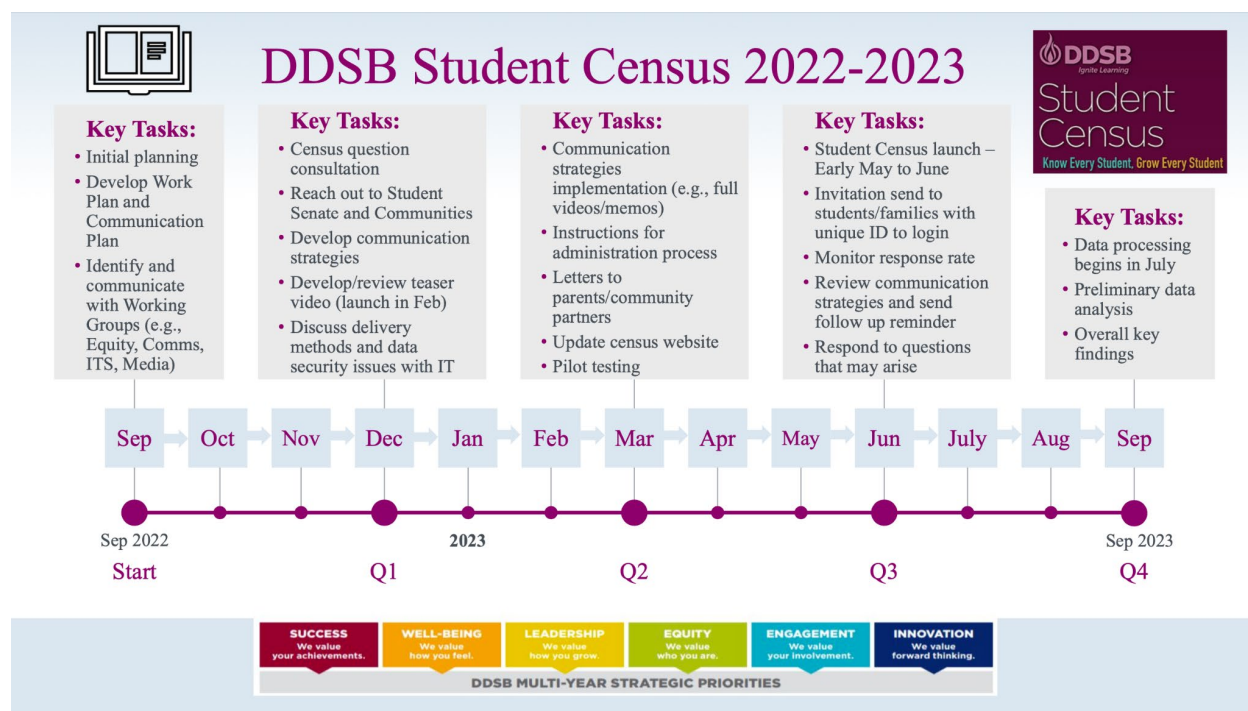 DDSB Student Census 2022-2023
DDSB
Ignite Learning
Student
Census
Know Every Student, Grow Every Student
Key Tasks:
• Initial planning
• Develop Work
Plan and
Communication
Plan
• Identify and
communicate
with Working
Groups (e.g.,
Equity, Comms,
ITS, Media)
Key Tasks:
• Census question
consultation
• Reach out to Student
Senate and Communities
• Develop communication
strategies
• Develop/review teaser
video (launch in Feb)
• Discuss delivery
methods and data
security issues with IT
Key Tasks:
• Communication
strategies
implementation (e.g., full
videos/memos)
• Instructions for
administration process
• Letters to
parents/community
partners
• Update census website
• Pilot testing
Key Tasks:
• Student Census launch –
Early May to June
• Invitation send to
students/families with
unique ID to login
• Monitor response rate
• Review communication
strategies and send
follow up reminder
• Respond to questions
that may arise
Key Tasks:
• Data processing
begins in July
• Preliminary data
analysis
• Overall key
findings
Sep Oct Nov Dec Jan Feb Mar Apr May Jun July Aug Sep
Sep 2022 2023 Sep 2023
Start Q1 Q2 Q3 Q4
SUCCESS
We value
your achievements.
WELL-BEING
We value
how you feel.
LEADERSHIP
We value
how you grow.
EQUITY
We value
who you are.
ENGAGEMENT
We value
your involvement.
INNOVATION
We value
forward thinking.
DDSB MULTI-YEAR STRATEGIC PRIORITIES